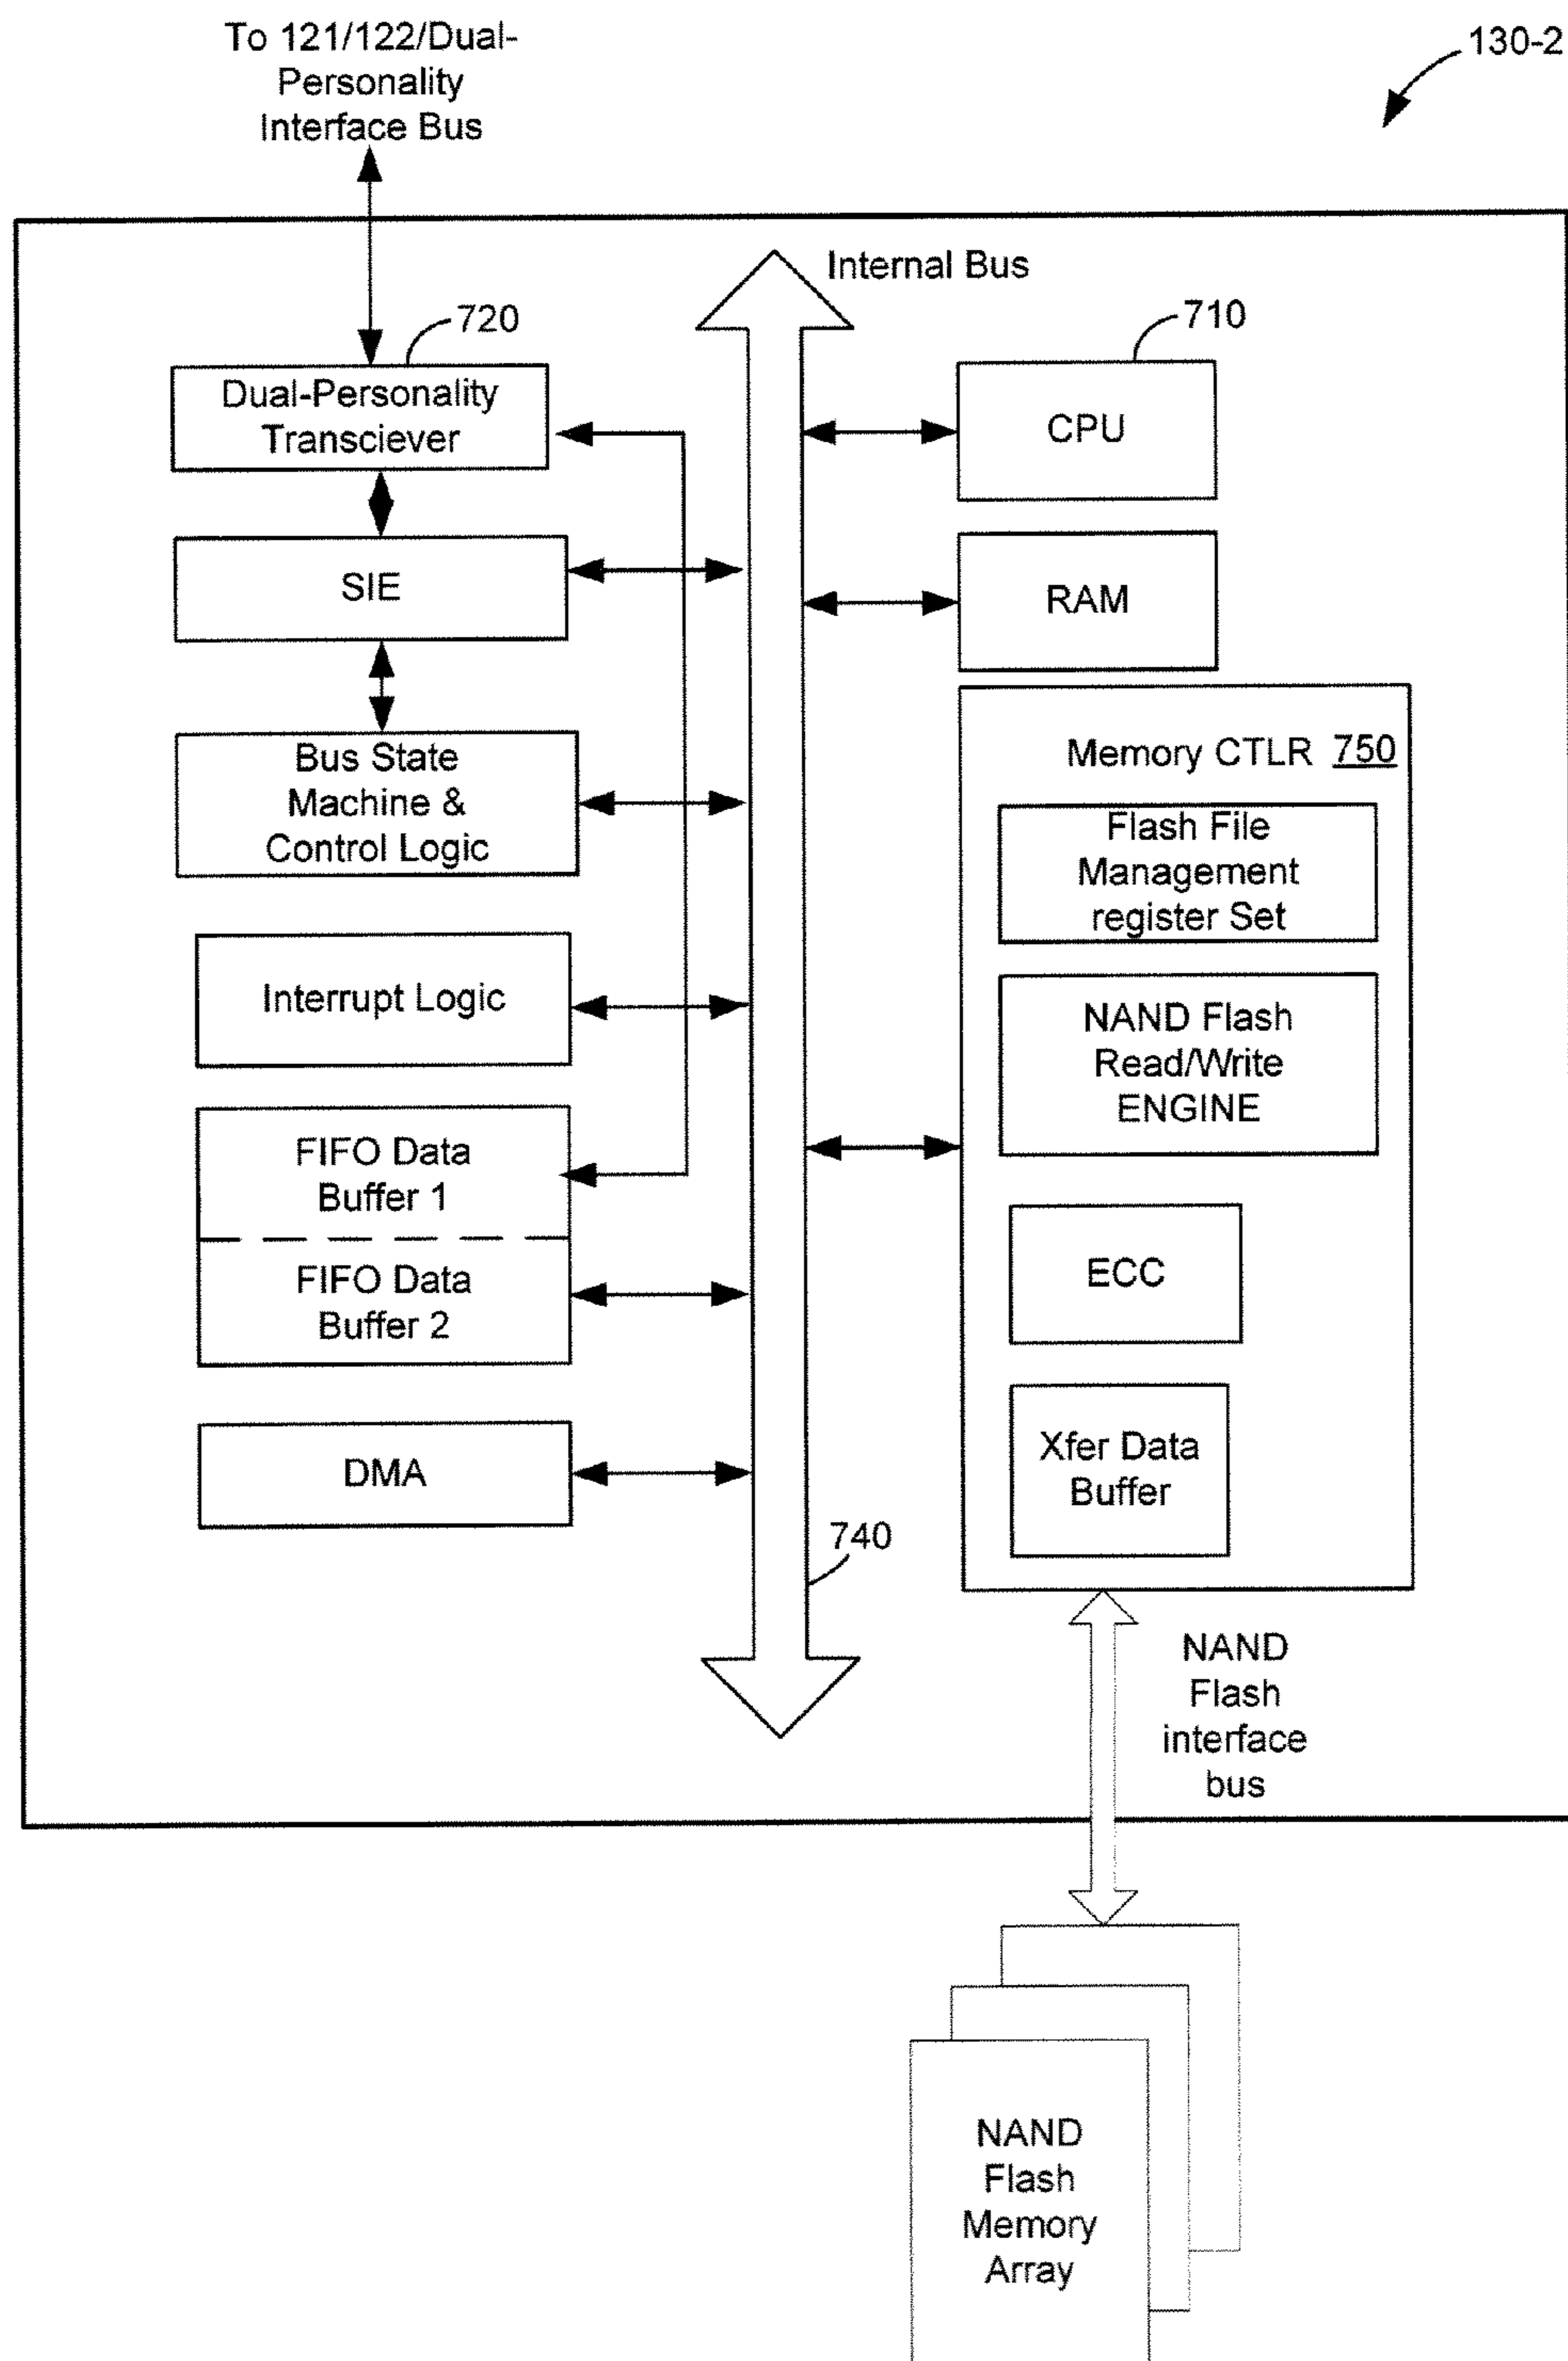 To 121/122/Dual-
Personality
Interface Bus
130-2
Internal Bus
720
Dual-Personality
Transciever
710
CPU
SIE
RAM
Bus State
Machine &
Control Logic
Memory CTLR 750
Flash File
Management
register Set
Interrupt Logic
NAND Flash
Read/Write
ENGINE
FIFO Data
Buffer 1
FIFO Data
Buffer 2
ECC
DMA
Xfer Data
Buffer
740
NAND
Flash
interface
bus
NAND
Flash
Memory
Array